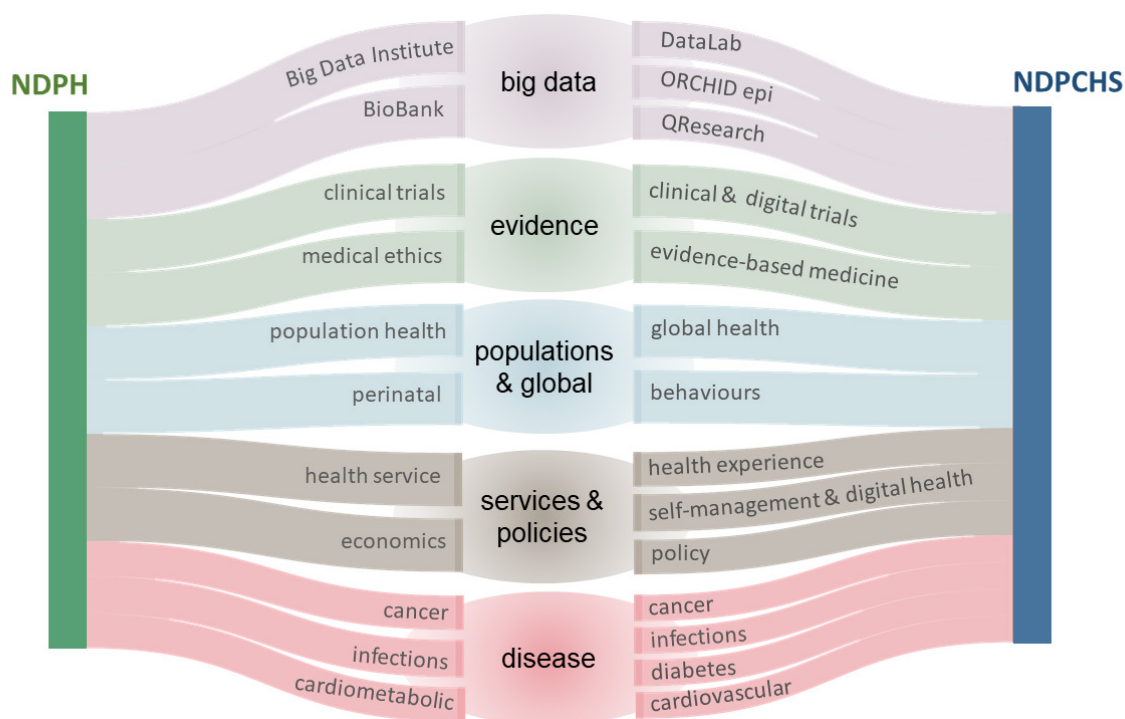 NDPH
NDPCHS
Big Data Institute
BioBank
big data
DataLab
ORCHID epi
QResearch
clinical trials
medical ethics
evidence
clinical & digital trials
evidence-based medicine
population health
perinatal
populations
& global
global health
behaviours
health service
economics
services &
policies
health experience
self-management & digital health
policy
cancer
infections
cardiometabolic
disease
cancer
infections
diabetes
cardiovascular